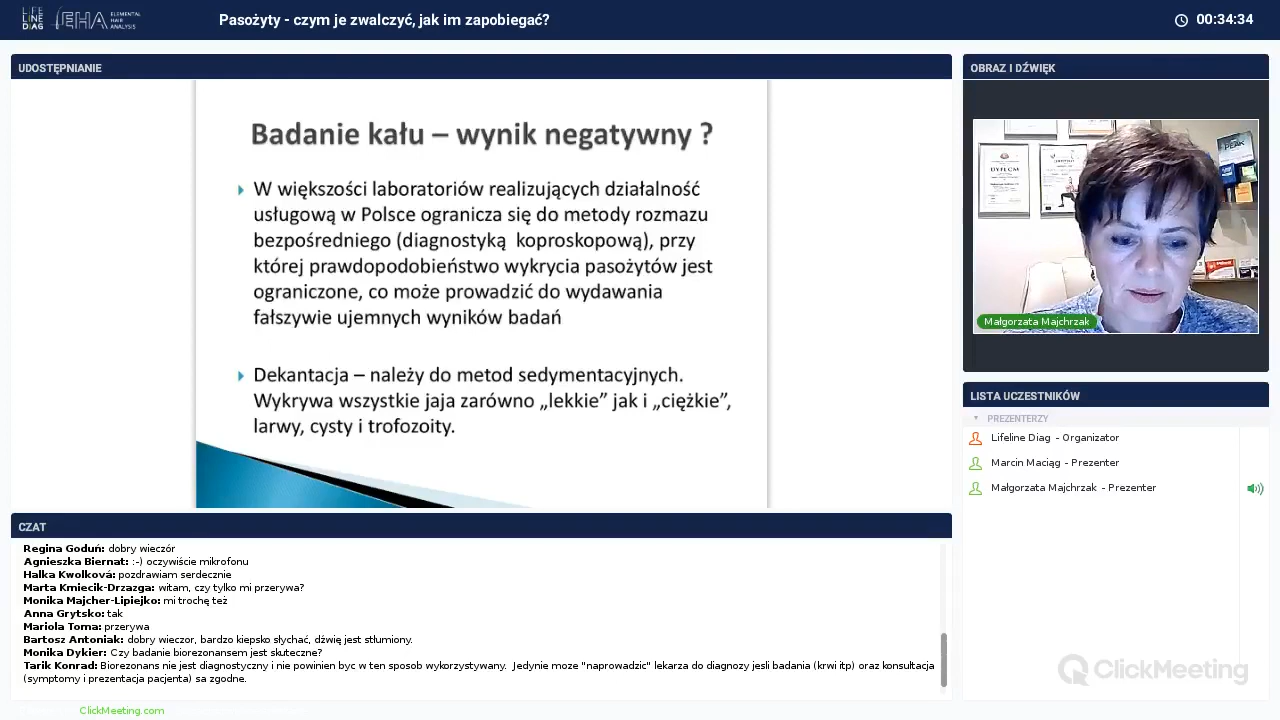 LIFE
LINE
DIAG
EHA
ELEMENTAL
HAIR
ANALYSIS
Pasożyty - czym je zwalczyć, jak im zapobiegać?
00:34:34
UDOSTĘPNIANIE
Badanie kału – wynik negatywny ?
W większości laboratoriów realizujących działalność
usługową w Polsce ogranicza się do metody rozmazu
bezpośredniego (diagnostyką koproskopową), przy
której prawdopodobieństwo wykrycia pasożytów jest
ograniczone, co może prowadzić do wydawania
fałszywie ujemnych wyników badań
Dekantacja – należy do metod sedymentacyjnych.
Wykrywa wszystkie jaja zarówno „lekkie” jak i „ciężkie”,
larwy, cysty i trofozoity.
OBRAZ I DŹWIĘK
DYPLOM
PEAK
Małgorzata Majchrzak
LISTA UCZESTNIKÓW
PREZENTERZY
Lifeline Diag - Organizator
Marcin Maciąg - Prezenter
Małgorzata Majchrzak - Prezenter
CZAT
Regina Goduń: dobry wieczór
Agnieszka Biernat: :-) oczywiście mikrofonu
Halka Kwolková: pozdrawiam serdecznie
Marta Kmiecik-Drzazga: witam, czy tylko mi przerywa?
Monika Majcher-Lipiejko: mi trochę też
Anna Grytsko: tak
Mariola Toma: przerywa
Bartosz Antoniak: dobry wieczor, bardzo kiepsko słychać, dźwię jest stłumiony.
Monika Dykier: Czy badanie biorezonansem jest skuteczne?
Tarik Konrad: Biorezonans nie jest diagnostyczny i nie powinien byc w ten sposob wykorzystywany. Jedynie moze "naprowadzic" lekarza do diagnozy jesli badania (krwi itp) oraz konsultacja
(symptomy i prezentacja pacjenta) sa zgodne.
ClickMeeting
ClickMeeting.com